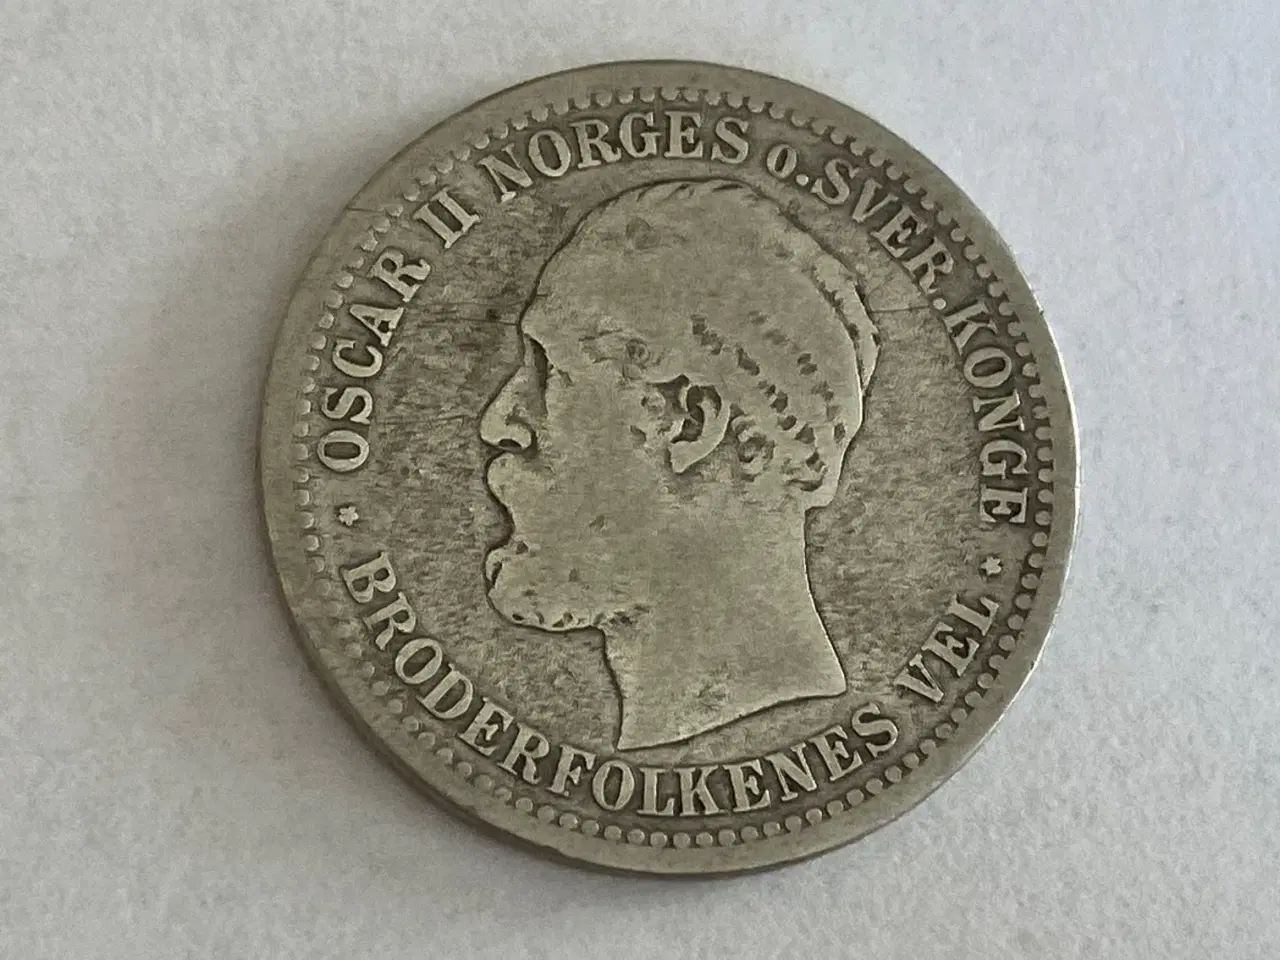 OSCAR II NORGES o. SVER. KONGE
BRODERFOLKENES VEL